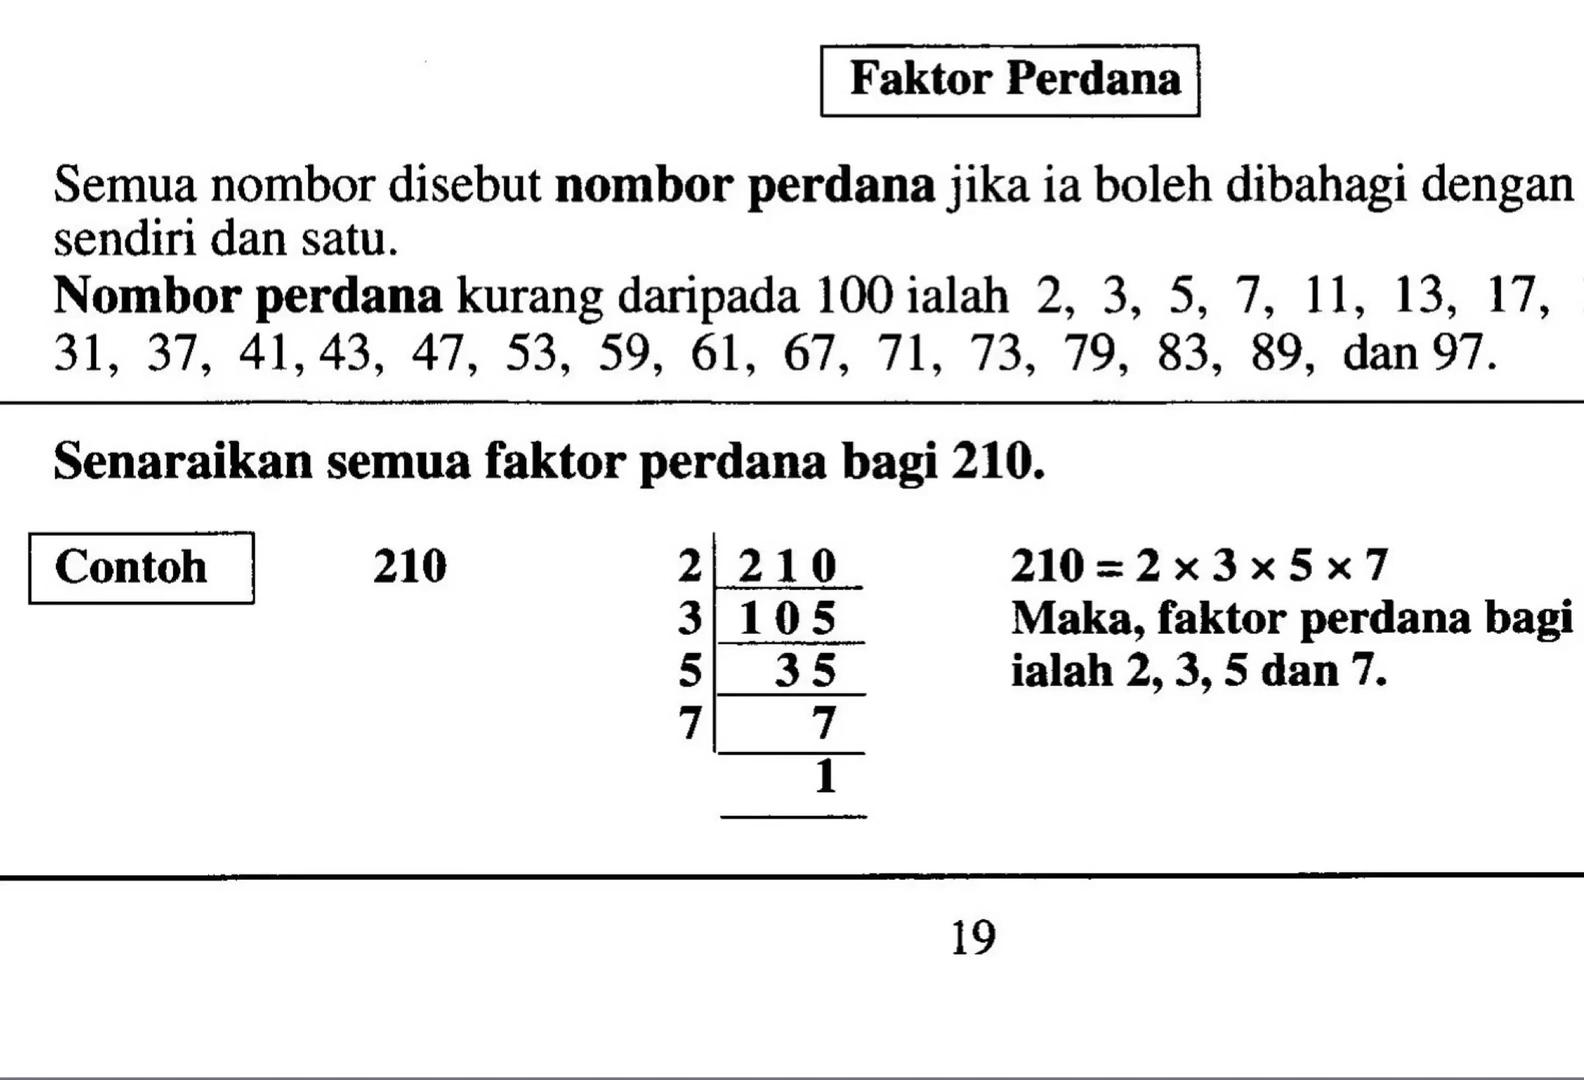 Faktor Perdana
Semua nombor disebut nombor perdana jika ia boleh dibahagi dengan
sendiri dan satu.
Nombor perdana kurang daripada 100 ialah 2, 3, 5, 7, 11, 13, 17,
31, 37, 41, 43, 47, 53, 59, 61, 67, 71, 73, 79, 83, 89, dan 97.
Senaraikan semua faktor perdana bagi 210.
Contoh 210
2 210
3 105
5 35
7 7
1
210 = 2 × 3 × 5 × 7
Maka, faktor perdana bagi
ialah 2, 3, 5 dan 7.
19